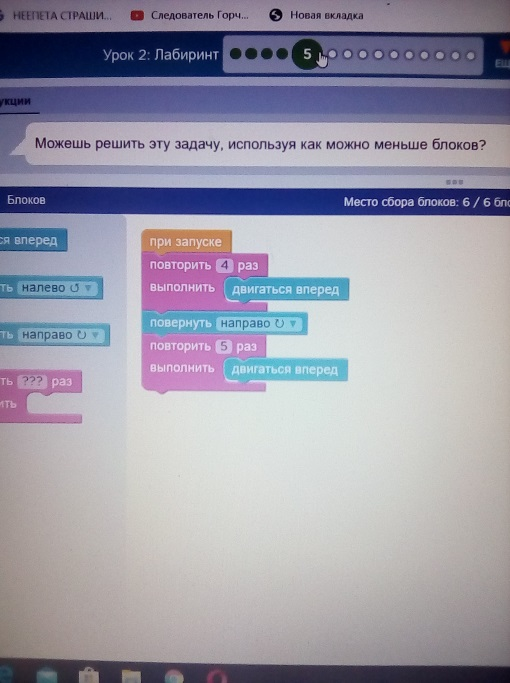 НЕЕПЕТА СТРАШИ... Следователь Горч... Новая вкладка
Урок 2: Лабиринт 5
укции
Можешь решить эту задачу, используя как можно меньше блоков?
Блоков Место сбора блоков: 6 / 6 бло
ся вперед
ть налево
ть направо
ть ??? раз
ить
при запуске
повторить 4 раз
выполнить двигаться вперед
повернуть направо
повторить 5 раз
выполнить двигаться вперед